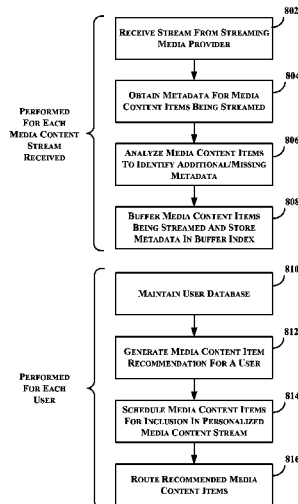 802
RECEIVE STREAM FROM STREAMING
MEDIA PROVIDER
804
OBTAIN METADATA FOR MEDIA
CONTENT ITEMS BEING STREAMED
PERFORMED
FOR EACH
MEDIA CONTENT
STREAM
RECEIVED
806
ANALYZE MEDIA CONTENT ITEMS
TO IDENTIFY ADDITIONAL/MISSING
METADATA
808
BUFFER MEDIA CONTENT ITEMS
BEING STREAMED AND STORE
METADATA IN BUFFER INDEX
810
MAINTAIN USER DATABASE
812
GENERATE MEDIA CONTENT ITEM
RECOMMENDATION FOR A USER
PERFORMED
FOR EACH
USER
814
SCHEDULE MEDIA CONTENT ITEMS
FOR INCLUSION IN PERSONALIZED
MEDIA CONTENT STREAM
816
ROUTE RECOMMENDED MEDIA
CONTENT ITEMS